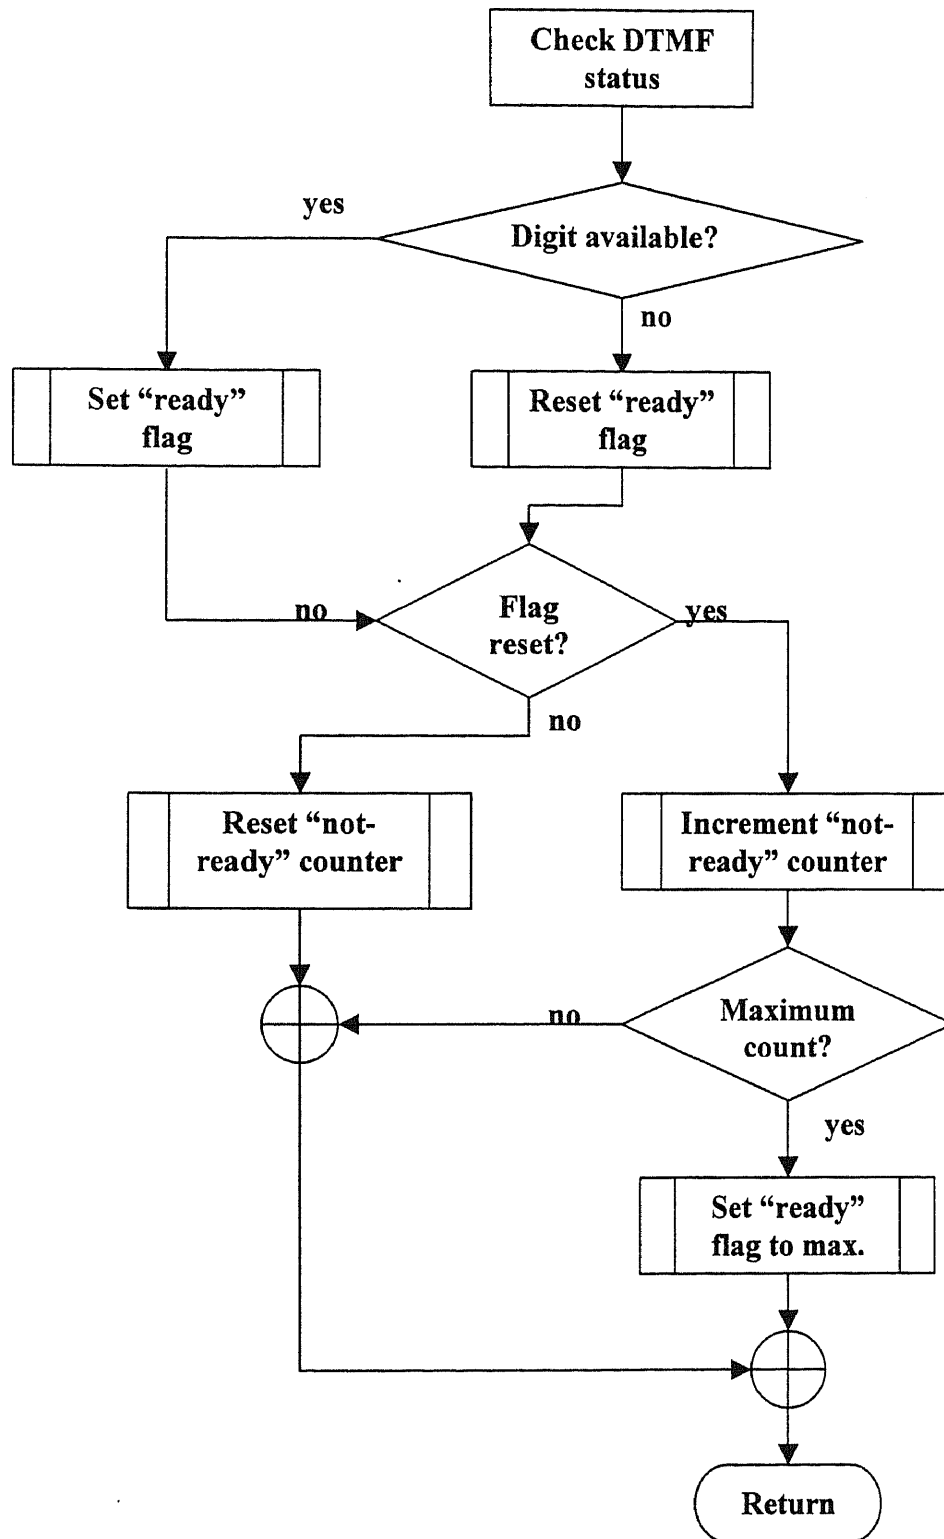 Check DTMF
status
yes
Digit available?
no
Set “ready”
flag
Reset “ready”
flag
no
Flag
reset?
yes
no
Reset “not-
ready” counter
Increment “not-
ready” counter
no
Maximum
count?
yes
Set “ready”
flag to max.
Return